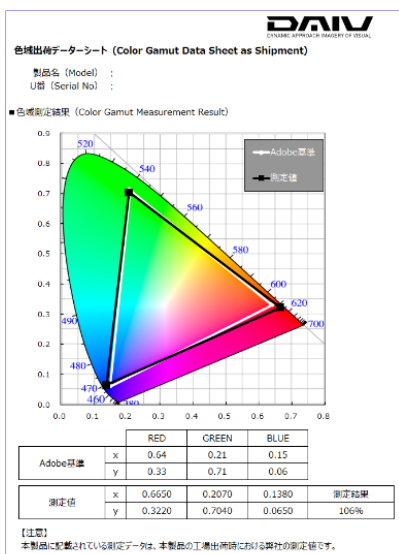 DAIV
DYNAMIC APPROACH IMAGERY OF VISUAL
色域出荷データーシート (Color Gamut Data Sheet as Shipment)
製品名 (Model) :
U番 (Serial No) :
■色域測定結果 (Color Gamut Measurement Result)
0.9
0.8
0.7
0.6
0.5
0.4
0.3
0.2
0.1
0.0
0.0 0.1 0.2 0.3 0.4 0.5 0.6 0.7 0.8
520
540
560
580
600
620
700
490
480
470
460
380
Adobe基準
測定値
RED GREEN BLUE
Adobe基準 x 0.64 0.21 0.15
y 0.33 0.71 0.06
測定値 x 0.6650 0.2070 0.1380 測定結果
y 0.3220 0.7040 0.0650 106%
【注意】
本製品に記載されている測定データは、本製品の工場出荷時における弊社の測定値です。